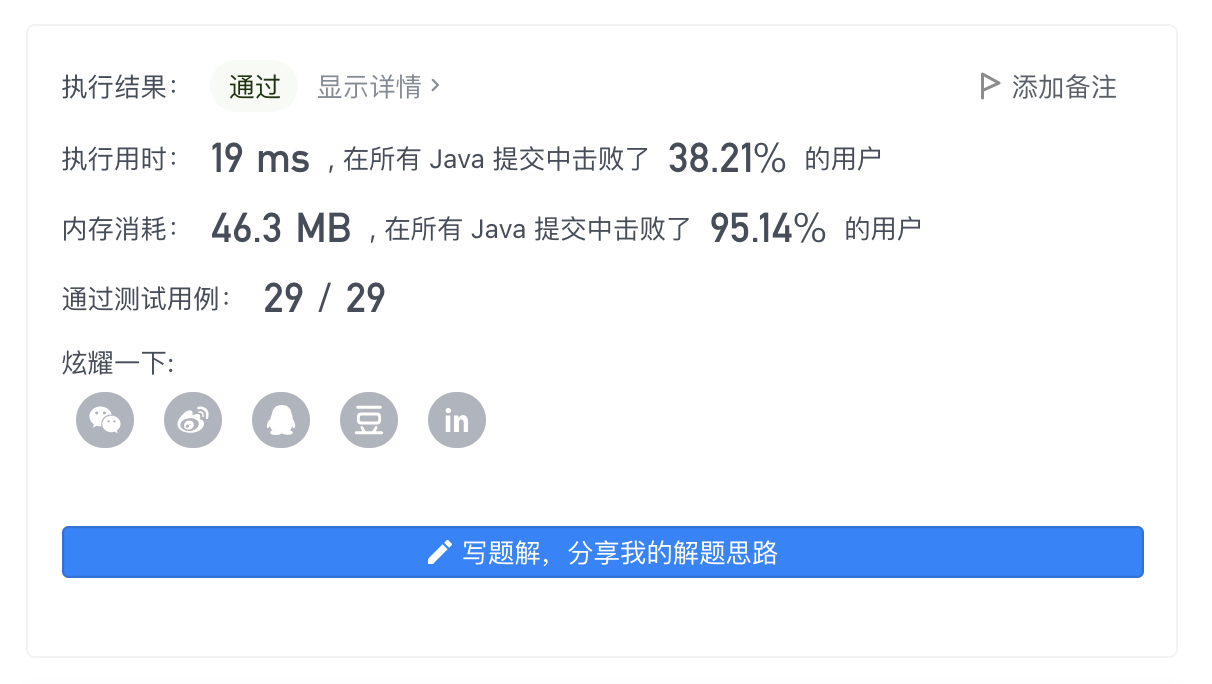 执行结果： 通过 显示详情 > 添加备注
执行用时： 19 ms , 在所有 Java 提交中击败了 38.21% 的用户
内存消耗： 46.3 MB , 在所有 Java 提交中击败了 95.14% 的用户
通过测试用例： 29 / 29
炫耀一下:
豆 in
写题解，分享我的解题思路